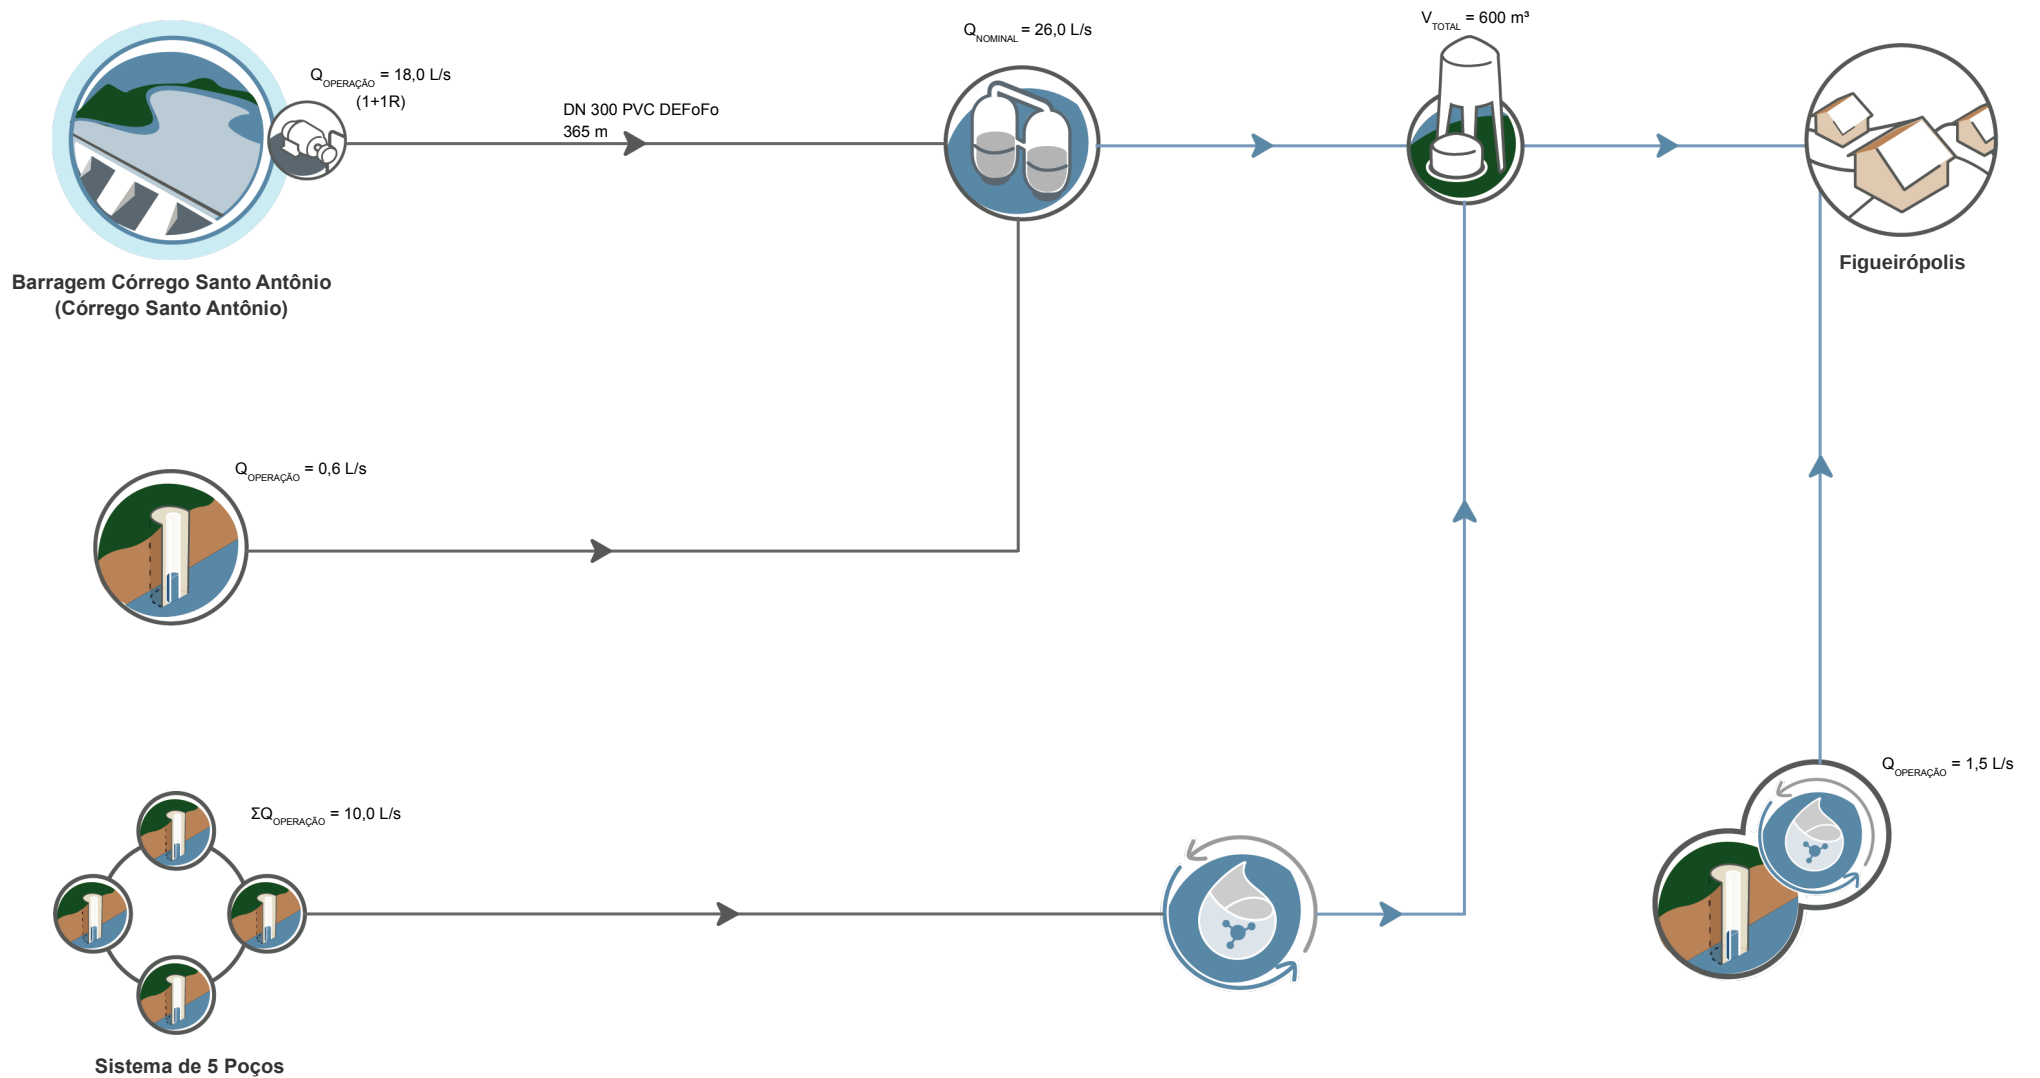 V_TOTAL = 600 m³
Q_NOMINAL = 26,0 L/s
Q_OPERAÇÃO = 18,0 L/s
(1+1R)
DN 300 PVC DEFoFo
365 m
Barragem Córrego Santo Antônio
(Córrego Santo Antônio)
Figueirópolis
Q_OPERAÇÃO = 0,6 L/s
Q_OPERAÇÃO = 1,5 L/s
ΣQ_OPERAÇÃO = 10,0 L/s
Sistema de 5 Poços